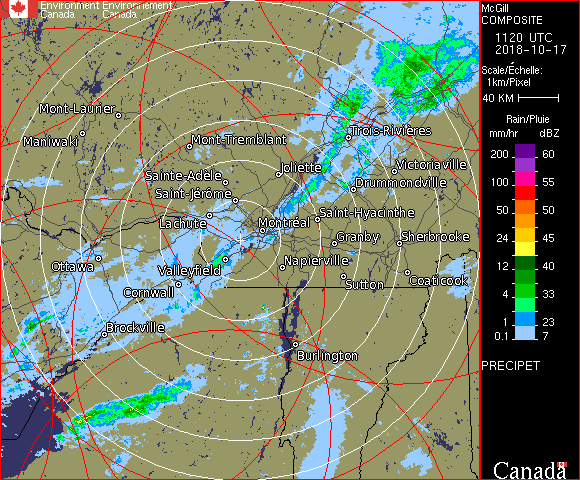 Environment Environnement
Canada Canada
McGill
COMPOSITE
1120 UTC
2018-10-17
Scale/Échelle:
1km/Pixel
40 KM
Rain/Pluie
mm/hr dBZ
200 60
100 55
50 50
24 45
12 40
4 33
1 23
0.1 7
PRECIPET
Canada
Mont-Laurier
Maniwaki
Mont-Tremblant
Trois-Rivières
Joliette
Victoriaville
Sainte-Adèle
Drummondville
Saint-Jérôme
Lachute
Saint-Hyacinthe
Montréal
Granby
Sherbrooke
Ottawa
Valleyfield
Napierville
Sutton
Coaticook
Cornwall
Brockville
Burlington